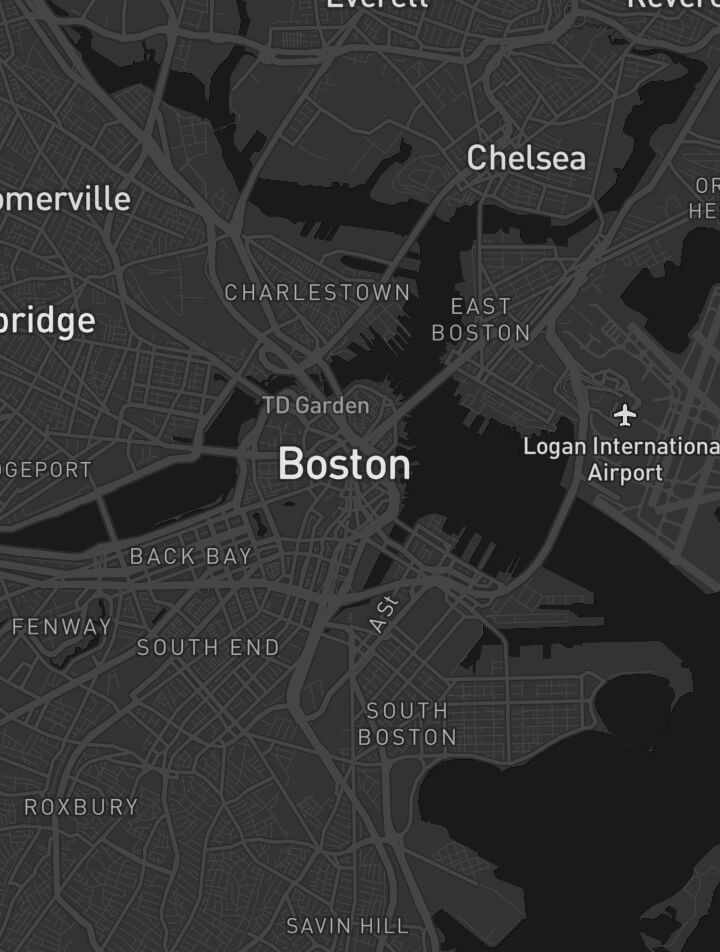 Everett
Revere
Chelsea
omerville
OR
HE
CHARLESTOWN
EAST
BOSTON
bridge
TD Garden
Logan Internationa
Airport
Boston
DGEPORT
BACK BAY
A St
FENWAY
SOUTH END
SOUTH
BOSTON
ROXBURY
SAVIN HILL